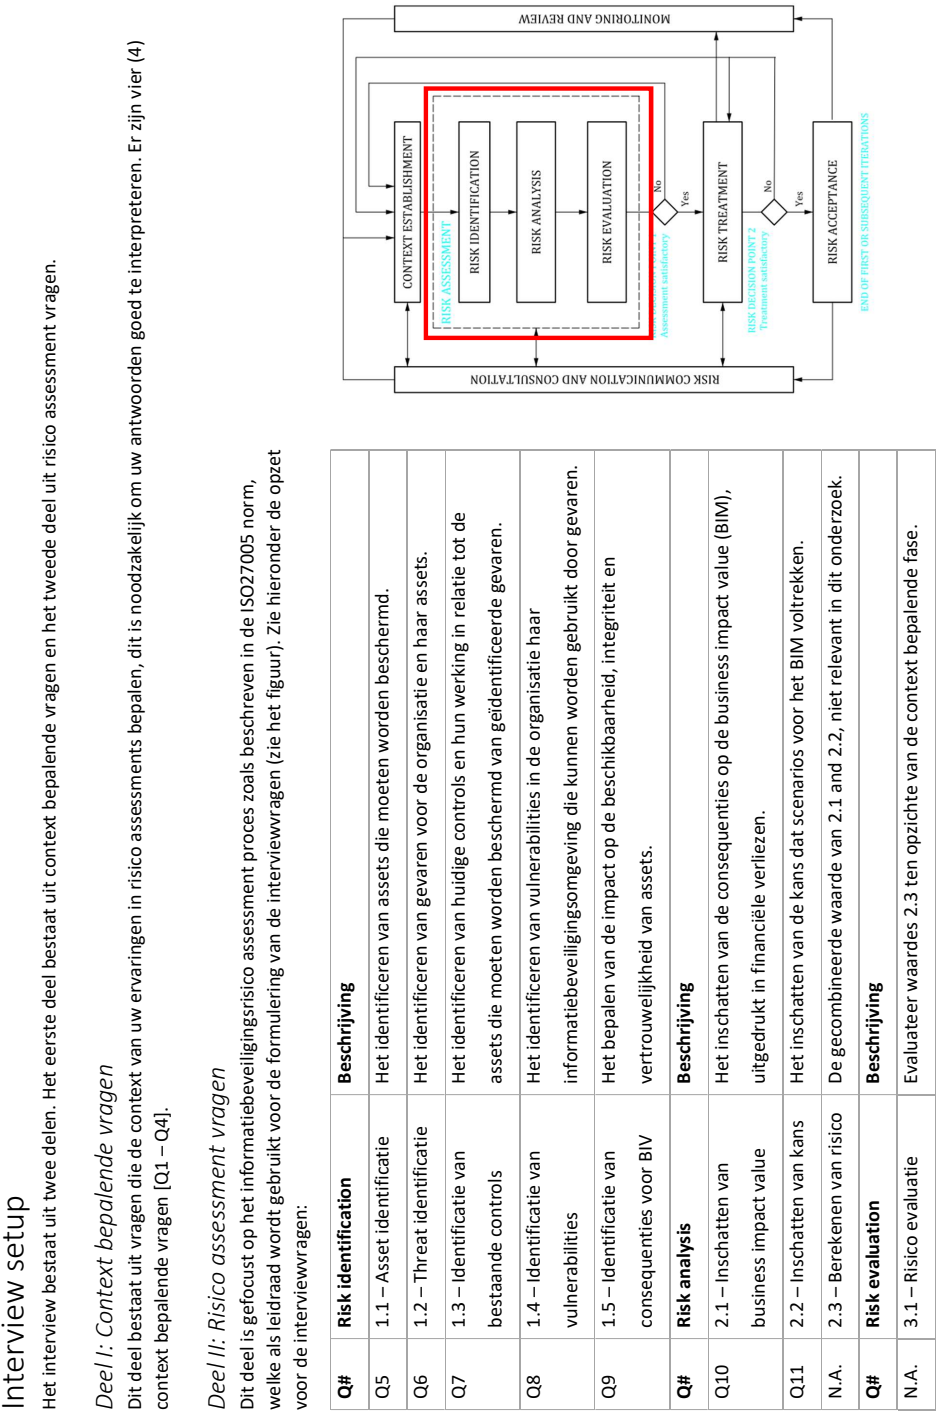 Interview setup
Het interview bestaat uit twee delen. Het eerste deel bestaat uit context bepalende vragen en het tweede deel uit risico assessment vragen.
Deel I: Context bepalende vragen
Dit deel bestaat uit vragen die de context van uw ervaringen in risico assessments bepalen, dit is noodzakelijk om uw antwoorden goed te interpreteren. Er zijn vier (4)
context bepalende vragen [Q1 – Q4].
Deel II: Risico assessment vragen
Dit deel is gefocust op het informatiebeveiligingsrisico assessment proces zoals beschreven in de ISO27005 norm,
welke als leidraad wordt gebruikt voor de formulering van de interviewvragen (zie het figuur). Zie hieronder de opzet
voor de interviewvragen:
Q# Risk identification Beschrijving
Q5 1.1 – Asset identificatie Het identificeren van assets die moeten worden beschermd.
Q6 1.2 – Threat identificatie Het identificeren van gevaren voor de organisatie en haar assets.
Q7 1.3 – Identificatie van Het identificeren van huidige controls en hun werking in relatie tot de
bestaande controls assets die moeten worden beschermd van geïdentificeerde gevaren.
Q8 1.4 – Identificatie van Het identificeren van vulnerabilities in de organisatie haar
vulnerabilities informatiebeveiligingsomgeving die kunnen worden gebruikt door gevaren.
Q9 1.5 – Identificatie van Het bepalen van de impact op de beschikbaarheid, integriteit en
consequenties voor BIV vertrouwelijkheid van assets.
Q# Risk analysis Beschrijving
Q10 2.1 – Inschatten van Het inschatten van de consequenties op de business impact value (BIM),
business impact value uitgedrukt in financiële verliezen.
Q11 2.2 – Inschatten van kans Het inschatten van de kans dat scenarios voor het BIM voltrekken.
N.A. 2.3 – Berekenen van risico De gecombineerde waarde van 2.1 and 2.2, niet relevant in dit onderzoek.
Q# Risk evaluation Beschrijving
N.A. 3.1 – Risico evaluatie Evaluateer waardes 2.3 ten opzichte van de context bepalende fase.
RISK COMMUNICATION AND CONSULTATION
CONTEXT ESTABLISHMENT
RISK ASSESSMENT
RISK IDENTIFICATION
RISK ANALYSIS
RISK EVALUATION
Assessment satisfactory
No
Yes
RISK TREATMENT
RISK DECISION POINT 2
Treatment satisfactory
No
Yes
RISK ACCEPTANCE
END OF FIRST OR SUBSEQUENT ITERATIONS
MONITORING AND REVIEW